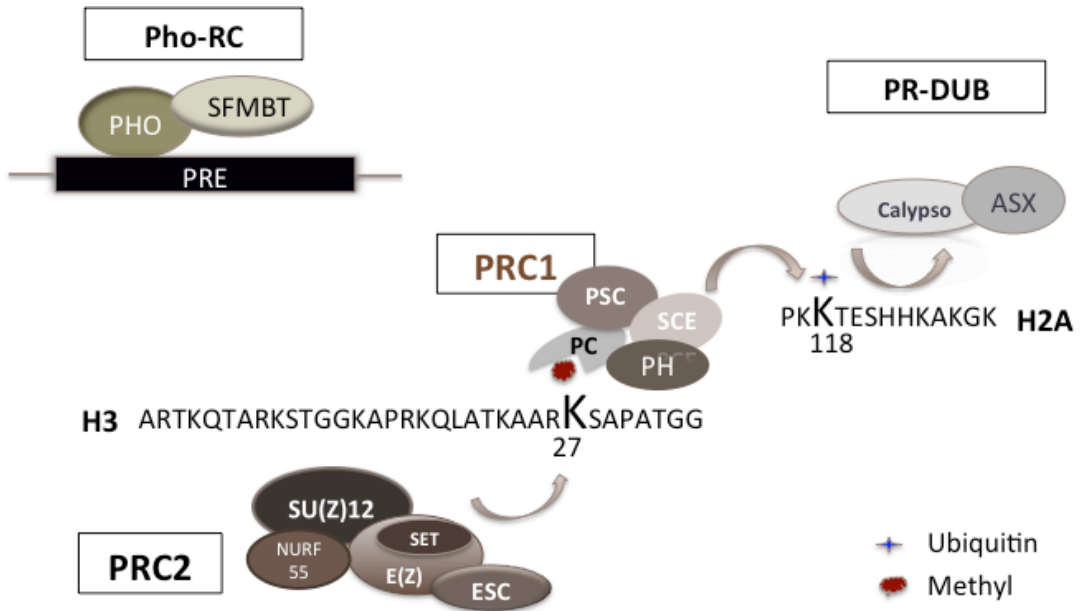 Pho-RC
PHO
SFMBT
PRE
PR-DUB
Calypso
ASX
PRC1
PSC
SCE
PC
PH
PKKTESHHKAKGK H2A
118
H3 ARTKQTARKSTGGKAPRKQLATKAARKSAPATGG
27
PRC2
SU(Z)12
NURF
55
SET
E(Z)
ESC
Ubiquitin
Methyl